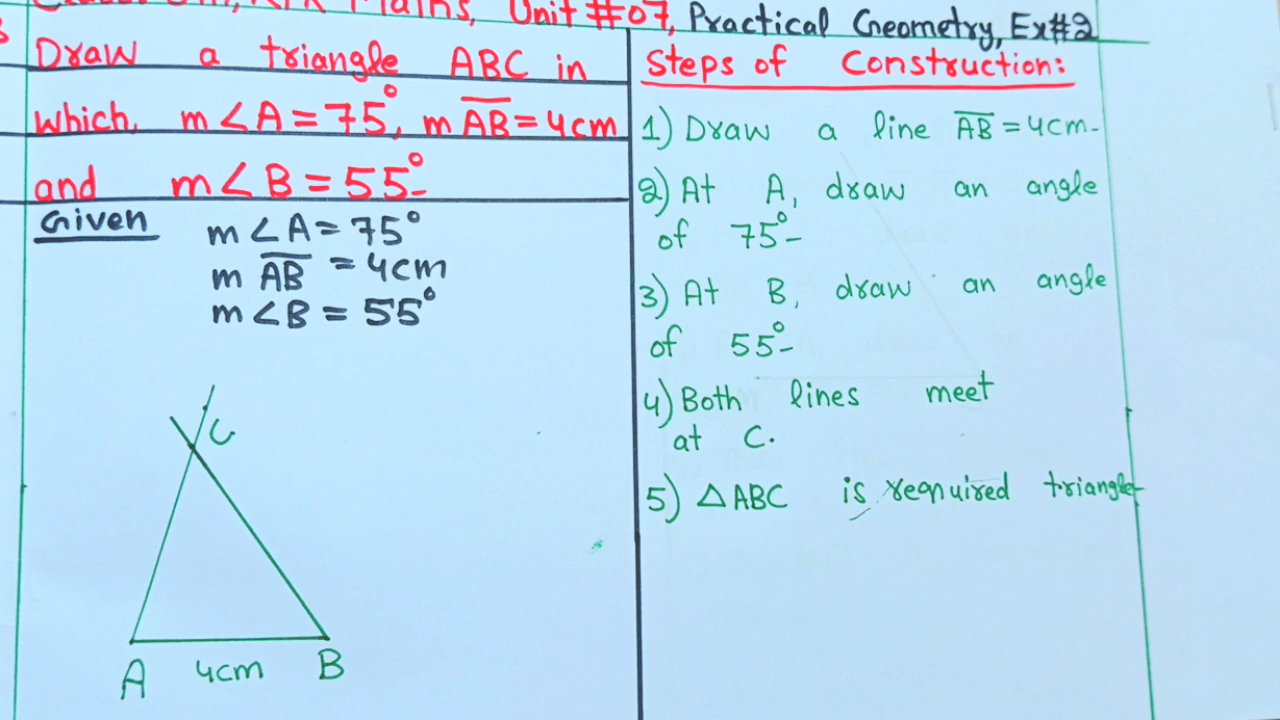 Maths, Unit #07, Practical Geometry, Ex#2
Draw a triangle ABC in
which, m∠A=75°, mAB=4cm
and m∠B=55°-
Given
m∠A=75°
mAB=4cm
m∠B=55°
C
A 4cm B
Steps of Construction:
1) Draw a line AB=4cm-
2) At A, draw an angle
of 75°-
3) At B, draw an angle
of 55°-
4) Both lines meet
at C.
5) △ABC is required triangle-